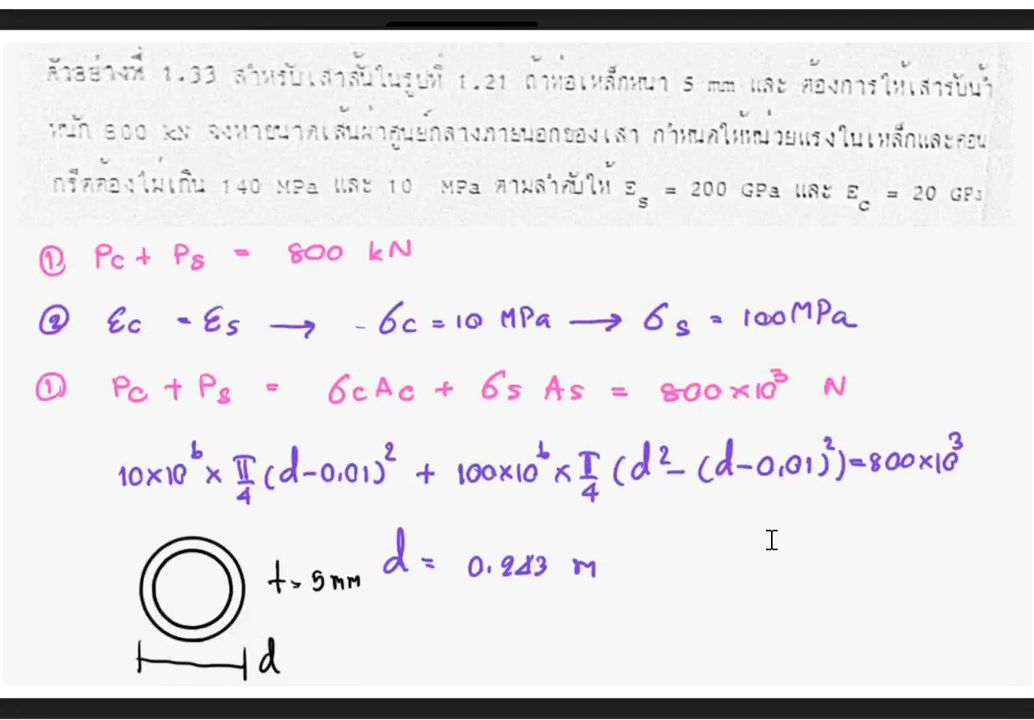 ตัวอย่างที่ 1.33 สำหรับเสาสั้นในรูปที่ 1.21 ถ้าท่อเหล็กหนา 5 mm และ ต้องการให้เสารับน้ำ
หนัก 800 kN จงหาขนาดเส้นผ่าศูนย์กลางภายนอกของเสา กำหนดให้หน่วยแรงในเหล็กและคอน
กรีตต้องไม่เกิน 140 MPa และ 10 MPa ตามลำดับให้ E_s = 200 GPa และ E_c = 20 GPa
① Pc + Ps = 800 kN
② εc = εs → σc = 10 MPa → σs = 100 MPa
① Pc + Ps = σcAc + σsAs = 800×10³ N
10×10⁶ × π/4 (d-0.01)² + 100×10⁶ × π/4 (d² - (d-0.01)²) = 800×10³
t = 5 mm d = m
d